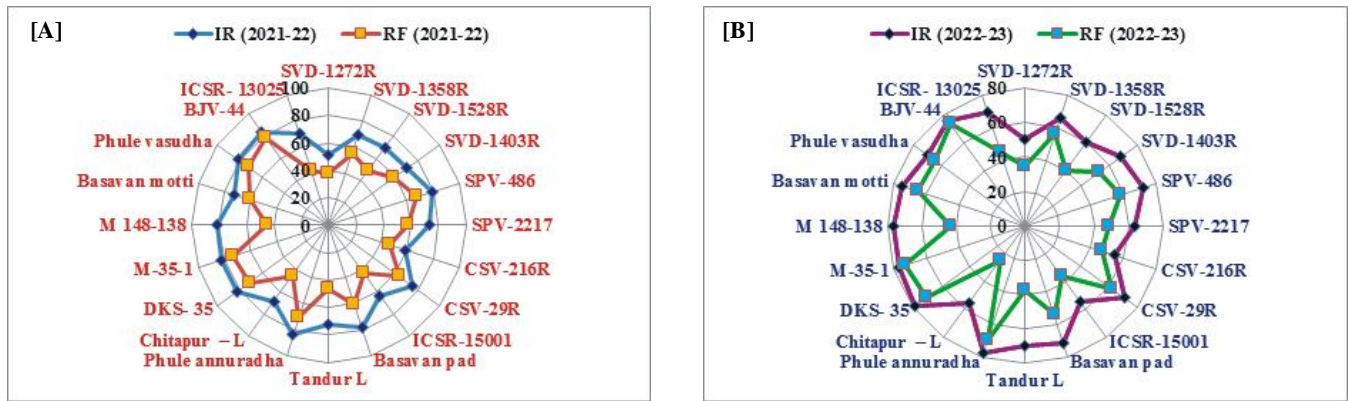 [A]
IR (2021-22) RF (2021-22)
SVD-1272R
SVD-1358R
SVD-1528R
SVD-1403R
SPV-486
SPV-2217
CSV-216R
CSV-29R
ICSR-15001
Basavan pad
Tandur L
Phule annuradha
Chitapur – L
DKS- 35
M-35-1
M 148-138
Basavan motti
Phule vasudha
BJV-44
ICSR- 13025
100
80
60
40
20
0
[B]
IR (2022-23) RF (2022-23)
SVD-1272R
SVD-1358R
SVD-1528R
SVD-1403R
SPV-486
SPV-2217
CSV-216R
CSV-29R
ICSR-15001
Basavan pad
Tandur L
Phule annuradha
Chitapur – L
DKS- 35
M-35-1
M 148-138
Basavan motti
Phule vasudha
BJV-44
ICSR- 13025
80
60
40
20
0